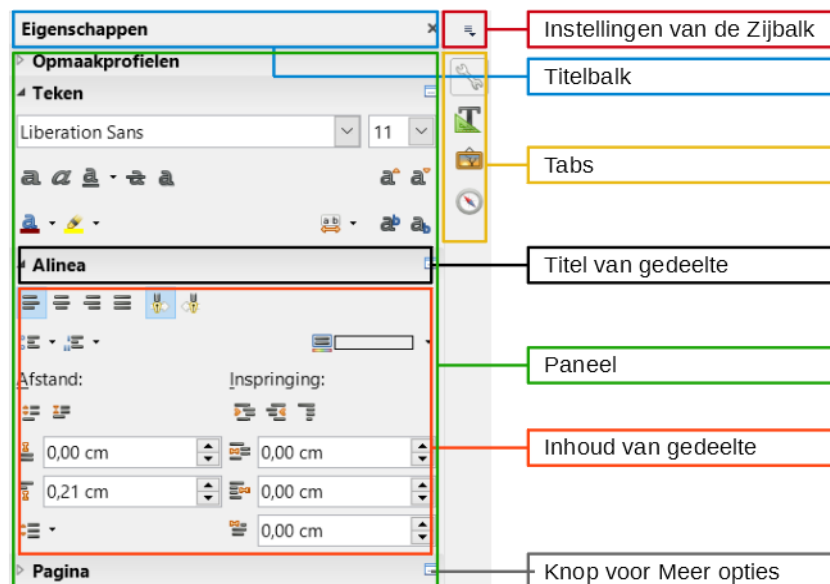 Eigenschappen
Instellingen van de Zijbalk
Opmaakprofielen
Titelbalk
Teken
Liberation Sans
11
Tabs
Alinea
Titel van gedeelte
Paneel
Afstand:
Inspringing:
Inhoud van gedeelte
0,00 cm
0,00 cm
0,21 cm
0,00 cm
0,00 cm
Pagina
Knop voor Meer opties